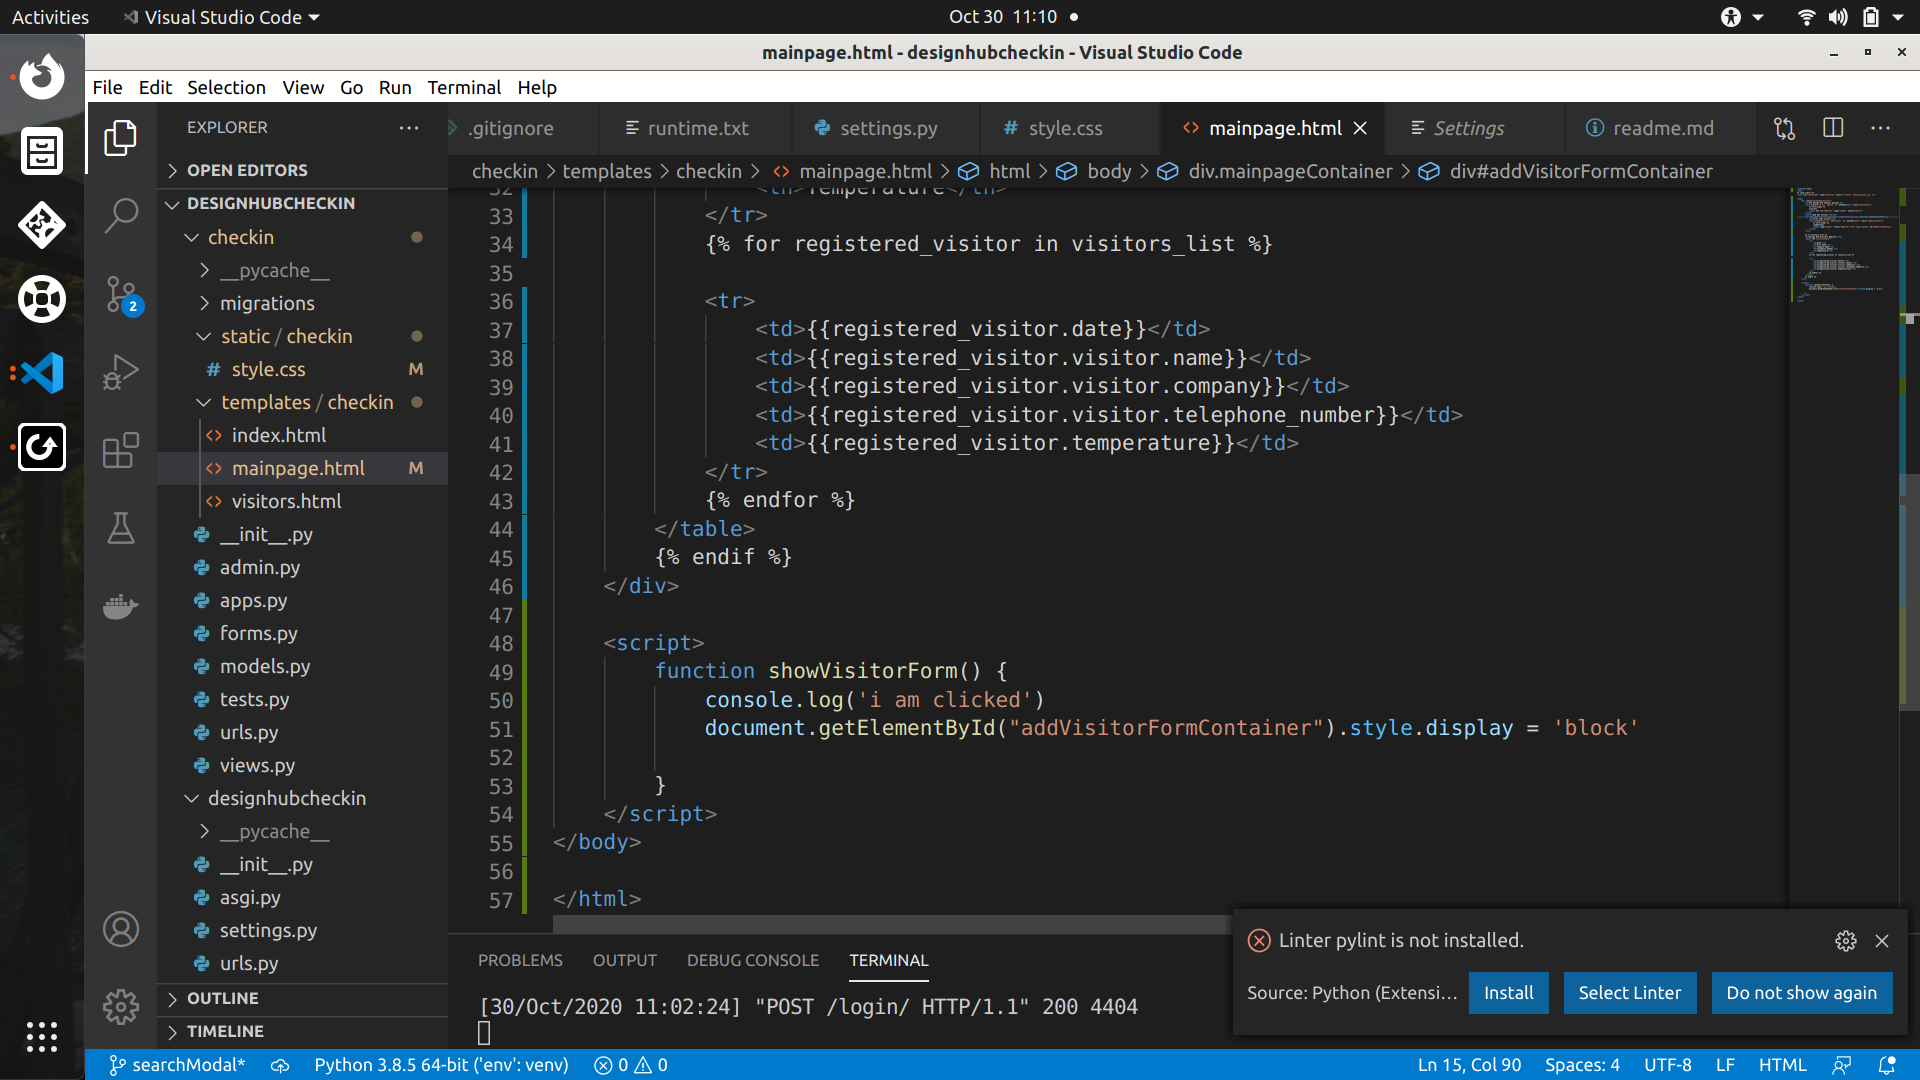 Activities
Visual Studio Code
Oct 30 11:10
mainpage.html - designhubcheckin - Visual Studio Code
File Edit Selection View Go Run Terminal Help
EXPLORER
.gitignore
runtime.txt
settings.py
# style.css
<> mainpage.html
Settings
readme.md
checkin > templates > checkin > <> mainpage.html > html > body > div.mainpageContainer > div#addVisitorFormContainer
OPEN EDITORS
DESIGNHUBCHECKIN
checkin
__pycache__
migrations
static / checkin
# style.css M
templates / checkin
<> index.html
<> mainpage.html M
<> visitors.html
__init__.py
admin.py
apps.py
forms.py
models.py
tests.py
urls.py
views.py
designhubcheckin
__pycache__
__init__.py
asgi.py
settings.py
urls.py
OUTLINE
TIMELINE
2
32 <th>Temperature</th>
33 </tr>
34 {% for registered_visitor in visitors_list %}
35
36 <tr>
37 <td>{{registered_visitor.date}}</td>
38 <td>{{registered_visitor.visitor.name}}</td>
39 <td>{{registered_visitor.visitor.company}}</td>
40 <td>{{registered_visitor.visitor.telephone_number}}</td>
41 <td>{{registered_visitor.temperature}}</td>
42 </tr>
43 {% endfor %}
44 </table>
45 {% endif %}
46 </div>
47
48 <script>
49 function showVisitorForm() {
50 console.log('i am clicked')
51 document.getElementById("addVisitorFormContainer").style.display = 'block'
52
53 }
54 </script>
55 </body>
56
57 </html>
PROBLEMS OUTPUT DEBUG CONSOLE TERMINAL
[30/Oct/2020 11:02:24] "POST /login/ HTTP/1.1" 200 4404
Linter pylint is not installed.
Source: Python (Extensi...
Install
Select Linter
Do not show again
searchModal*
Python 3.8.5 64-bit ('env': venv)
0 0
Ln 15, Col 90
Spaces: 4
UTF-8
LF
HTML